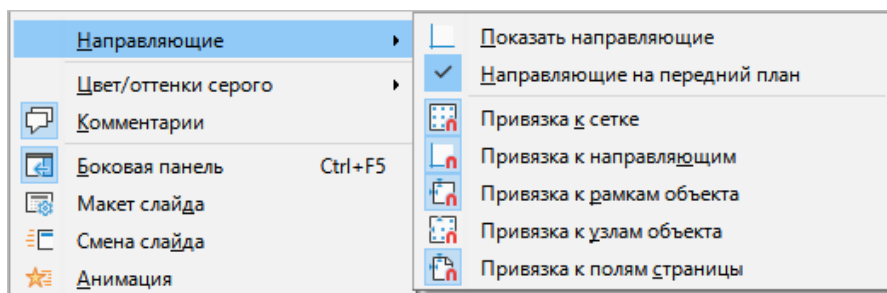 Направляющие
Цвет/оттенки серого
Комментарии
Боковая панель Ctrl+F5
Макет слайда
Смена слайда
Анимация
Показать направляющие
Направляющие на передний план
Привязка к сетке
Привязка к направляющим
Привязка к рамкам объекта
Привязка к узлам объекта
Привязка к полям страницы